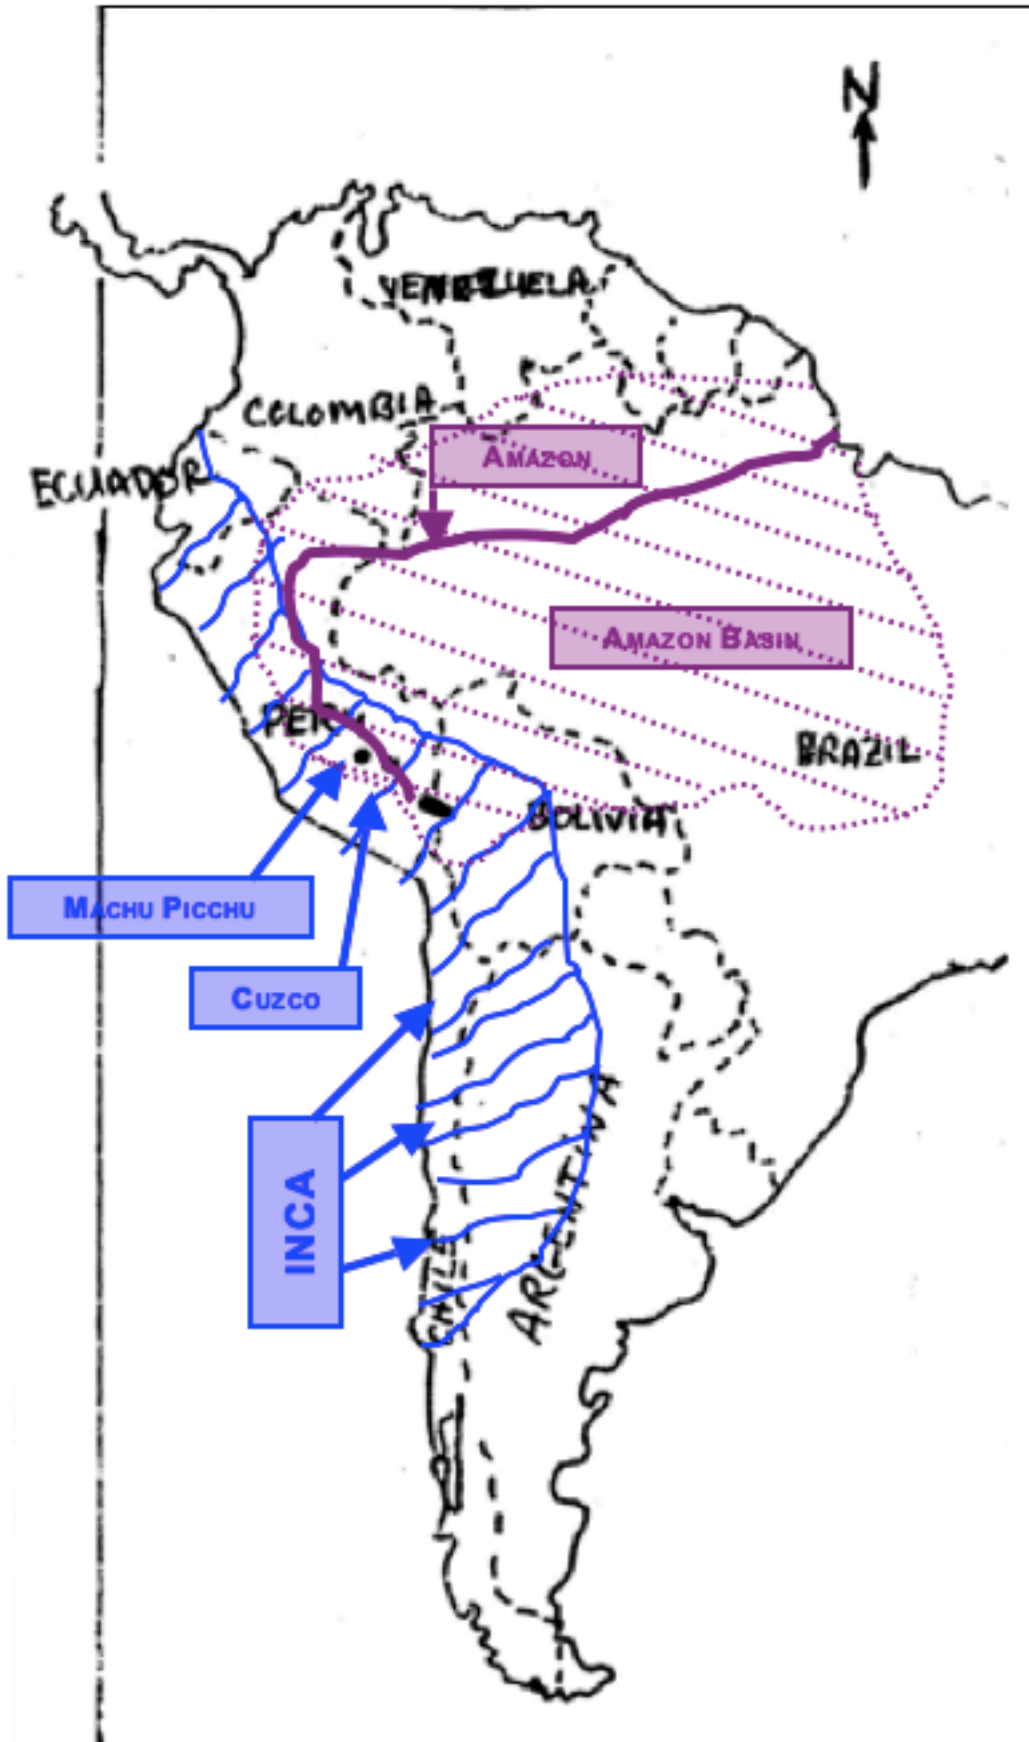 N
VENEZUELA
COLOMBIA
AMAZON
ECUADOR
AMAZON BASIN
PERU
BRAZIL
BOLIVIA
MACHU PICCHU
CUZCO
INCA
ARGENTINA
CHILE